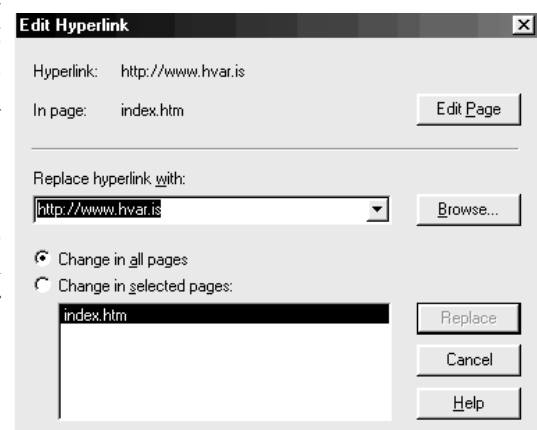 Edit Hyperlink
Hyperlink: http://www.hvar.is
In page: index.htm
Edit Page
Replace hyperlink with:
http://www.hvar.is
Browse...
Change in all pages
Change in selected pages:
index.htm
Replace
Cancel
Help